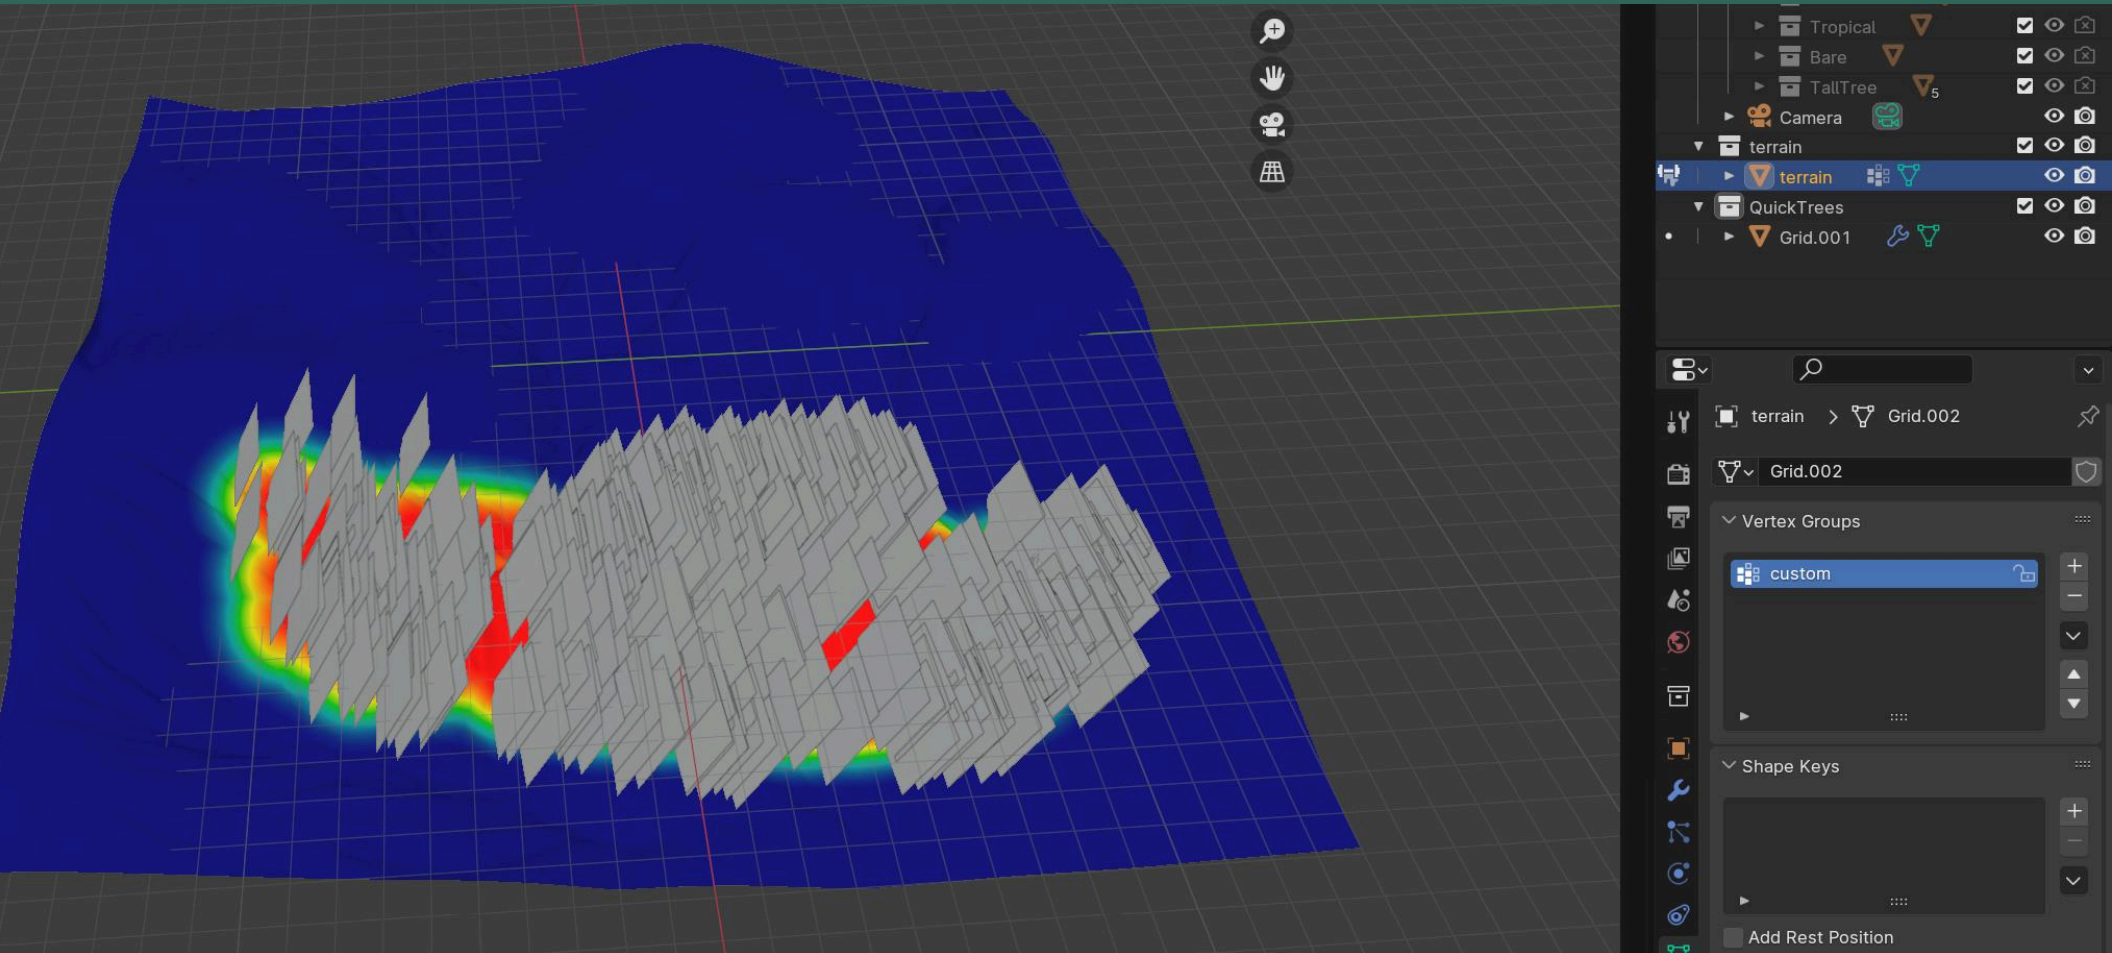 Tropical
Bare
TallTree
5
Camera
terrain
terrain
QuickTrees
Grid.001
terrain > Grid.002
Grid.002
Vertex Groups
custom
Shape Keys
Add Rest Position